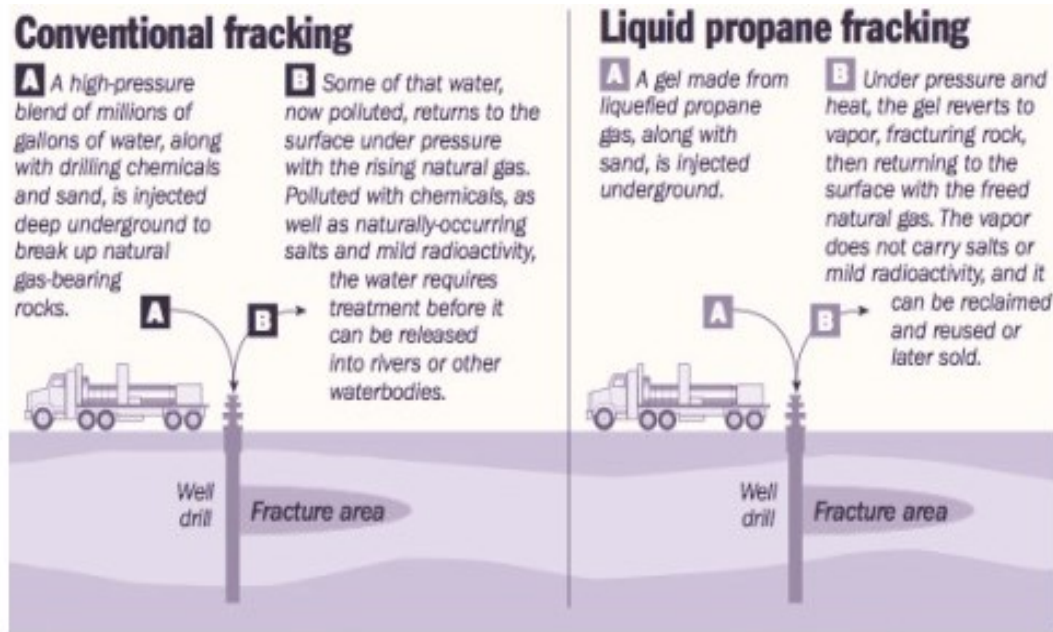 Conventional fracking
A A high-pressure
blend of millions of
gallons of water, along
with drilling chemicals
and sand, is injected
deep underground to
break up natural
gas-bearing
rocks.
B Some of that water,
now polluted, returns to the
surface under pressure
with the rising natural gas.
Polluted with chemicals, as
well as naturally-occurring
salts and mild radioactivity,
the water requires
treatment before it
can be released
into rivers or other
waterbodies.
A
B
Well
drill
Fracture area
Liquid propane fracking
A A gel made from
liquefied propane
gas, along with
sand, is injected
underground.
B Under pressure and
heat, the gel reverts to
vapor, fracturing rock,
then returning to the
surface with the freed
natural gas. The vapor
does not carry salts or
mild radioactivity, and it
can be reclaimed
and reused or
later sold.
A
B
Well
drill
Fracture area